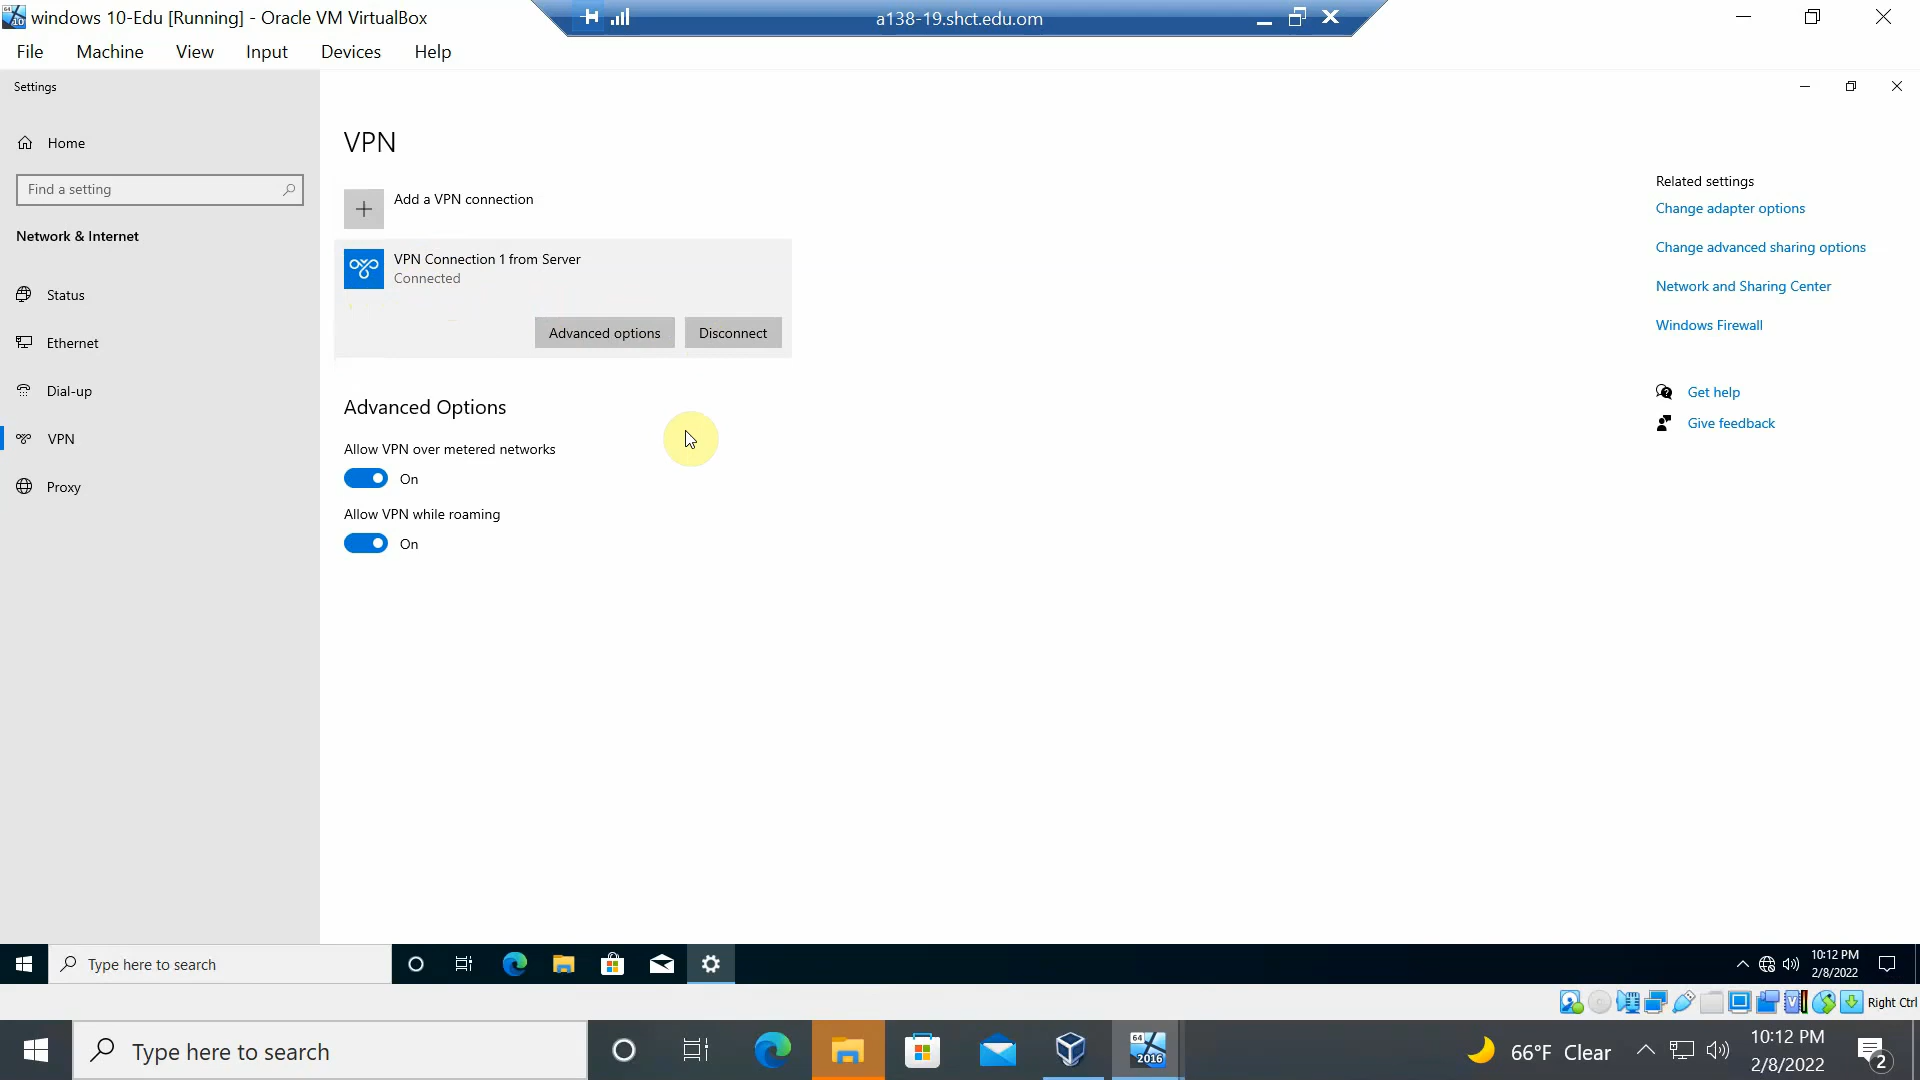 windows 10-Edu [Running] - Oracle VM VirtualBox
a138-19.shct.edu.om
File Machine View Input Devices Help
Settings
Home
Find a setting
Network & Internet
Status
Ethernet
Dial-up
VPN
Proxy
VPN
Add a VPN connection
VPN Connection 1 from Server
Connected
Advanced options
Disconnect
Advanced Options
Allow VPN over metered networks
On
Allow VPN while roaming
On
Related settings
Change adapter options
Change advanced sharing options
Network and Sharing Center
Windows Firewall
Get help
Give feedback
Type here to search
10:12 PM
2/8/2022
Right Ctrl
Type here to search
64
2016
66°F Clear
10:12 PM
2/8/2022
2